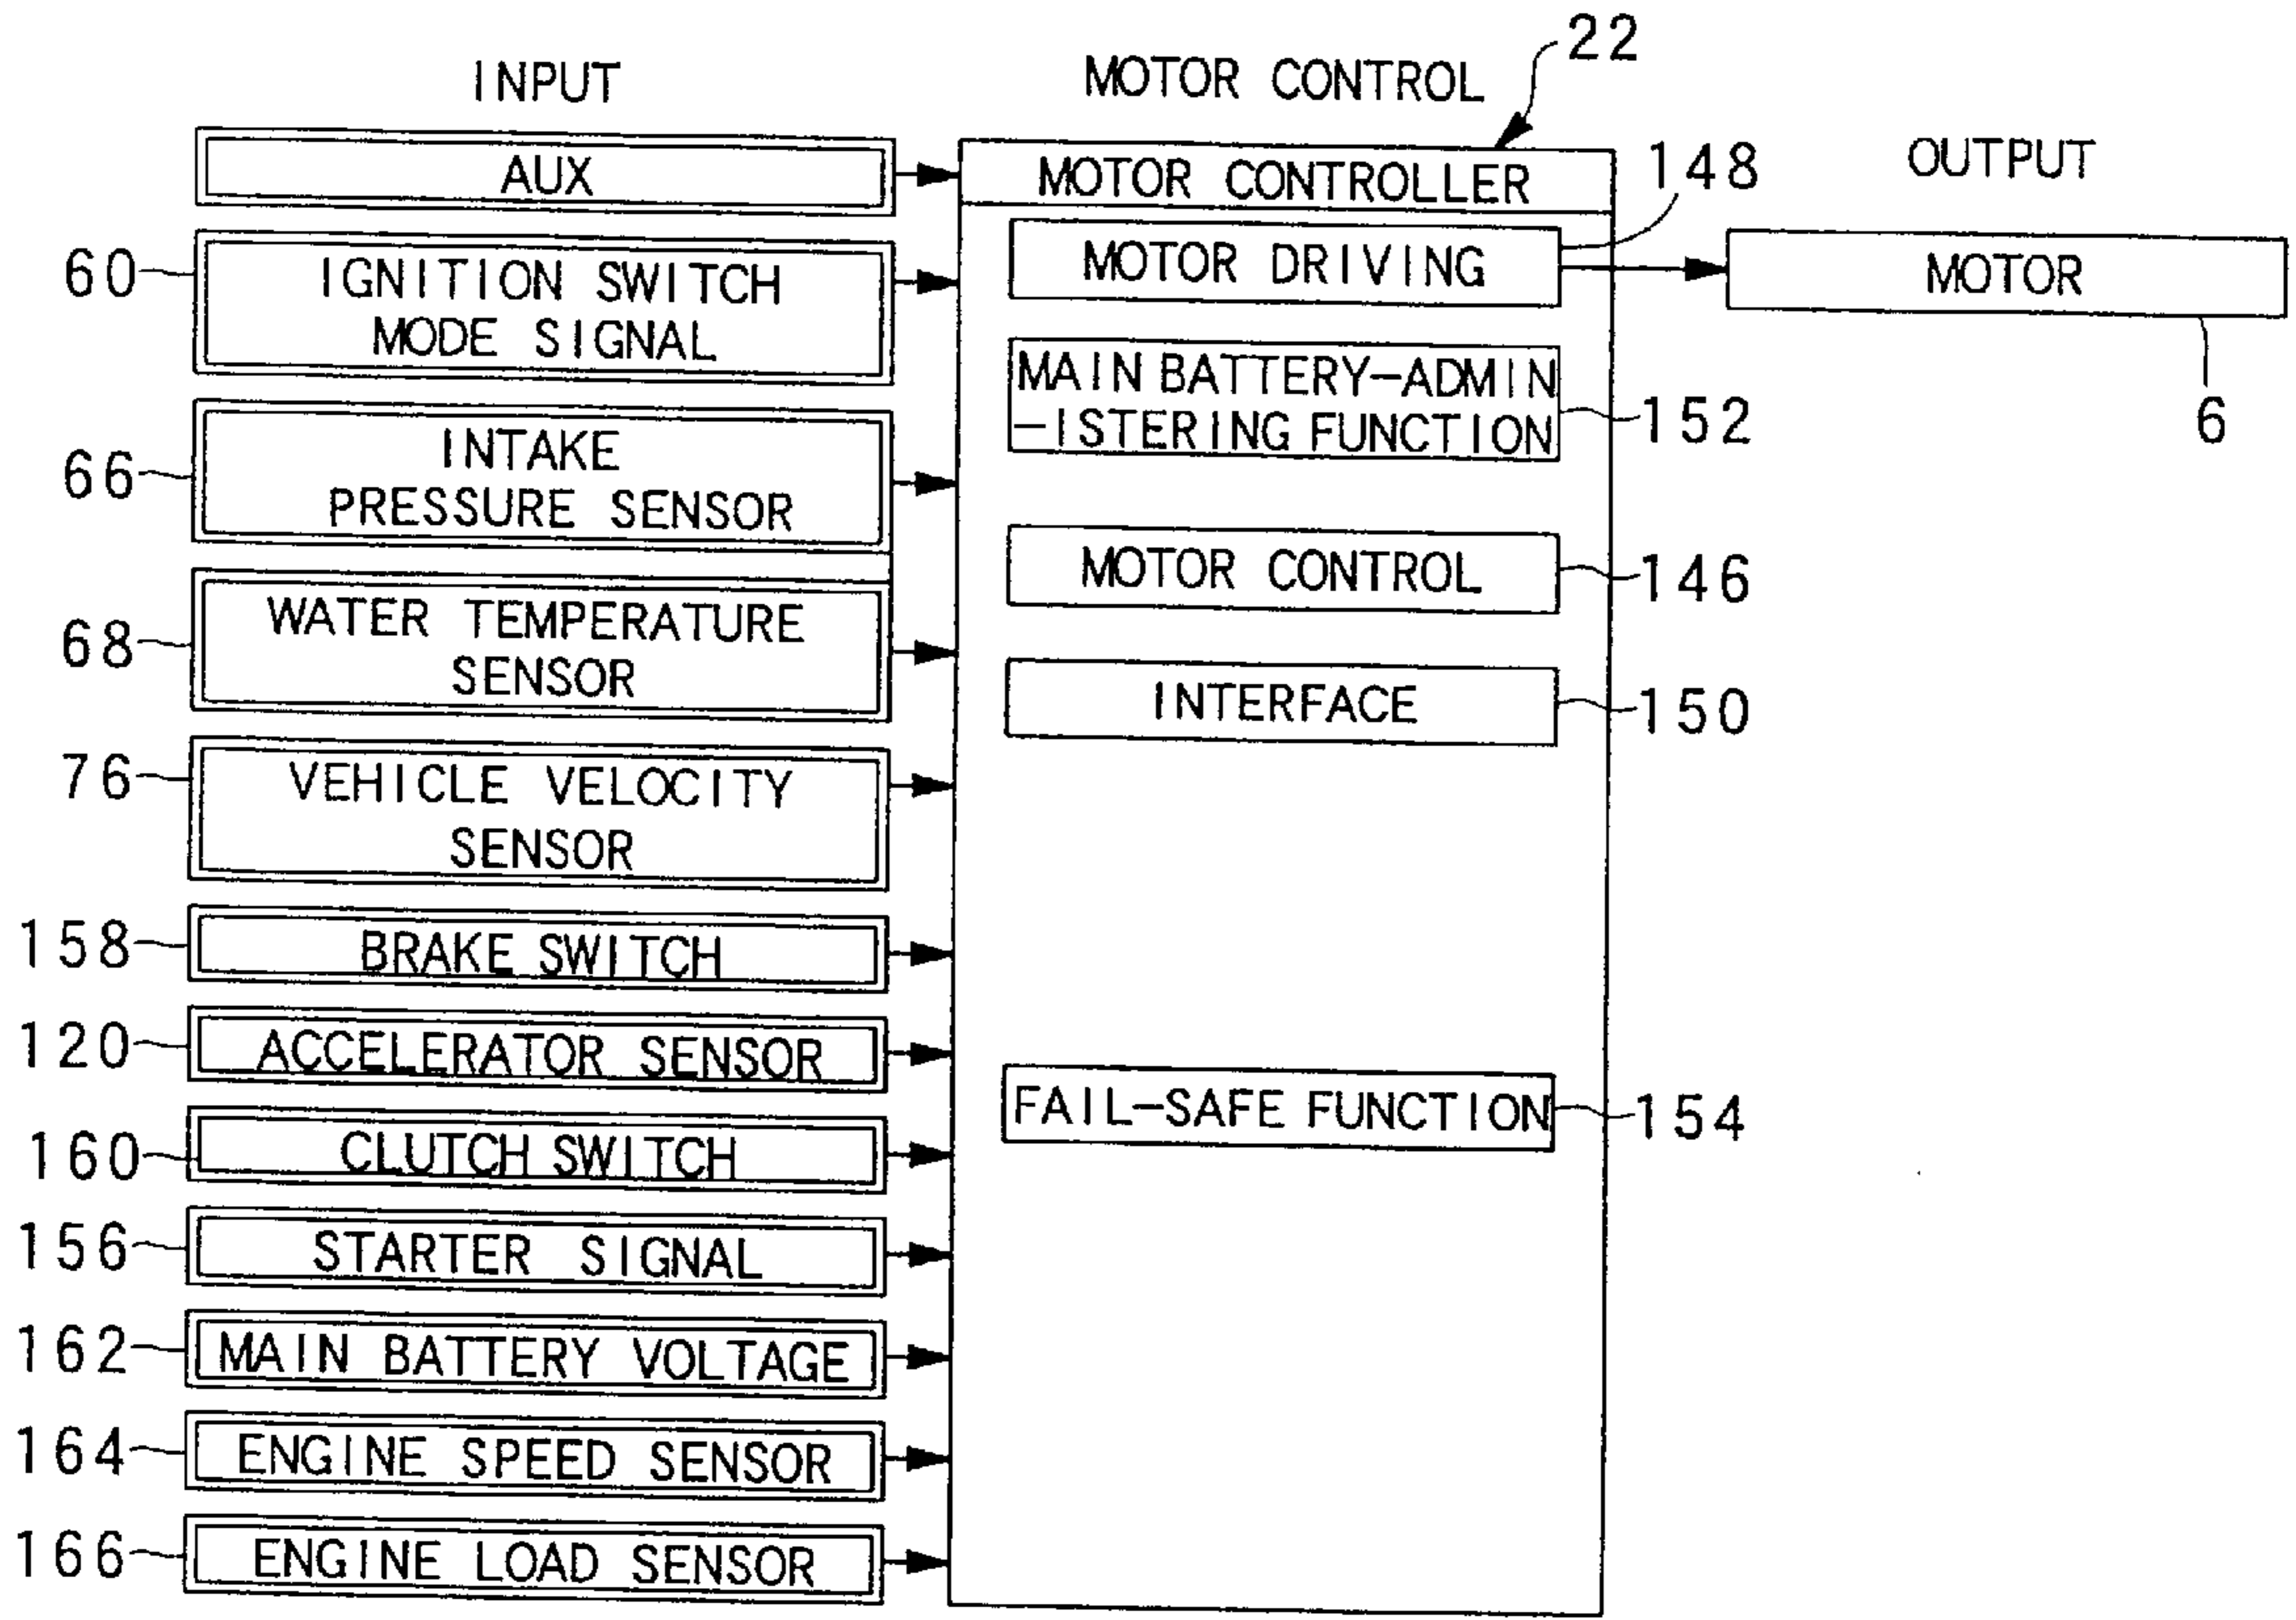 INPUT
AUX
60
IGNITION SWITCH
MODE SIGNAL
66
INTAKE
PRESSURE SENSOR
68
WATER TEMPERATURE
SENSOR
76
VEHICLE VELOCITY
SENSOR
158
BRAKE SWITCH
120
ACCELERATOR SENSOR
160
CLUTCH SWITCH
156
STARTER SIGNAL
162
MAIN BATTERY VOLTAGE
164
ENGINE SPEED SENSOR
166
ENGINE LOAD SENSOR
MOTOR CONTROL
22
MOTOR CONTROLLER
MOTOR DRIVING
148
MAIN BATTERY-ADMIN
-ISTERING FUNCTION
152
MOTOR CONTROL
146
INTERFACE
150
FAIL-SAFE FUNCTION
154
OUTPUT
MOTOR
6